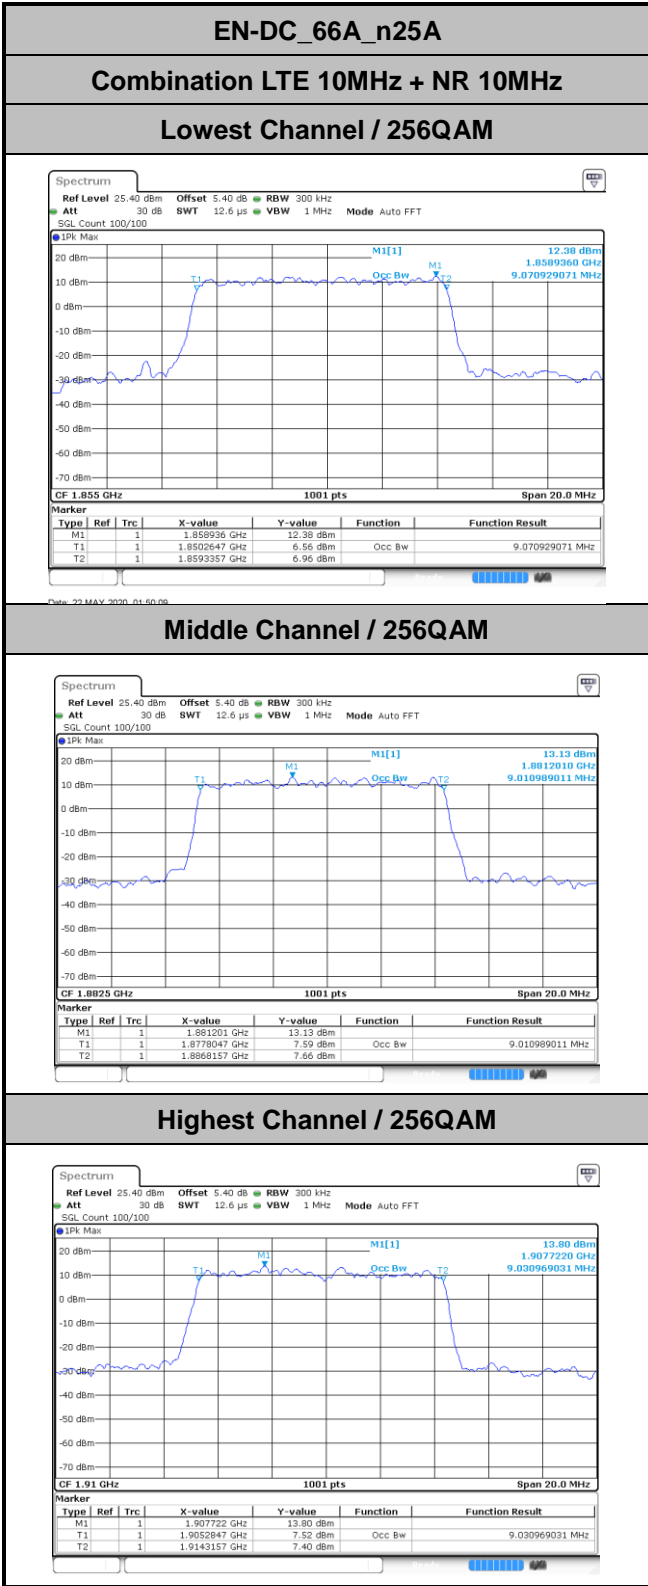 EN-DC_66A_n25A
Combination LTE 10MHz + NR 10MHz
Lowest Channel / 256QAM
Spectrum
Ref Level 25.40 dBm Offset 5.40 dB RBW 300 kHz
Att 30 dB SWT 12.6 µs VBW 1 MHz Mode Auto FFT
SGL Count 100/100
1Pk Max
M1[1] 12.38 dBm
1.8589360 GHz
Occ Bw 9.070929071 MHz
M1
T1
T2
20 dBm
10 dBm
0 dBm
-10 dBm
-20 dBm
-30 dBm
-40 dBm
-50 dBm
-60 dBm
-70 dBm
CF 1.855 GHz 1001 pts Span 20.0 MHz
Marker
Type Ref Trc X-value Y-value Function Function Result
M1 1 1.858936 GHz 12.38 dBm
T1 1 1.8502647 GHz 6.56 dBm Occ Bw 9.070929071 MHz
T2 1 1.8593357 GHz 6.96 dBm
Date: 22 MAY 2020 01:50:09
Middle Channel / 256QAM
Spectrum
Ref Level 25.40 dBm Offset 5.40 dB RBW 300 kHz
Att 30 dB SWT 12.6 µs VBW 1 MHz Mode Auto FFT
SGL Count 100/100
1Pk Max
M1[1] 13.13 dBm
1.8812010 GHz
Occ Bw 9.010989011 MHz
M1
T1
T2
20 dBm
10 dBm
0 dBm
-10 dBm
-20 dBm
-30 dBm
-40 dBm
-50 dBm
-60 dBm
-70 dBm
CF 1.8825 GHz 1001 pts Span 20.0 MHz
Marker
Type Ref Trc X-value Y-value Function Function Result
M1 1 1.881201 GHz 13.13 dBm
T1 1 1.8778047 GHz 7.59 dBm Occ Bw 9.010989011 MHz
T2 1 1.8868157 GHz 7.66 dBm
Highest Channel / 256QAM
Spectrum
Ref Level 25.40 dBm Offset 5.40 dB RBW 300 kHz
Att 30 dB SWT 12.6 µs VBW 1 MHz Mode Auto FFT
SGL Count 100/100
1Pk Max
M1[1] 13.80 dBm
1.9077220 GHz
Occ Bw 9.030969031 MHz
M1
T1
T2
20 dBm
10 dBm
0 dBm
-10 dBm
-20 dBm
-30 dBm
-40 dBm
-50 dBm
-60 dBm
-70 dBm
CF 1.91 GHz 1001 pts Span 20.0 MHz
Marker
Type Ref Trc X-value Y-value Function Function Result
M1 1 1.907722 GHz 13.80 dBm
T1 1 1.9052847 GHz 7.52 dBm Occ Bw 9.030969031 MHz
T2 1 1.9143157 GHz 7.40 dBm